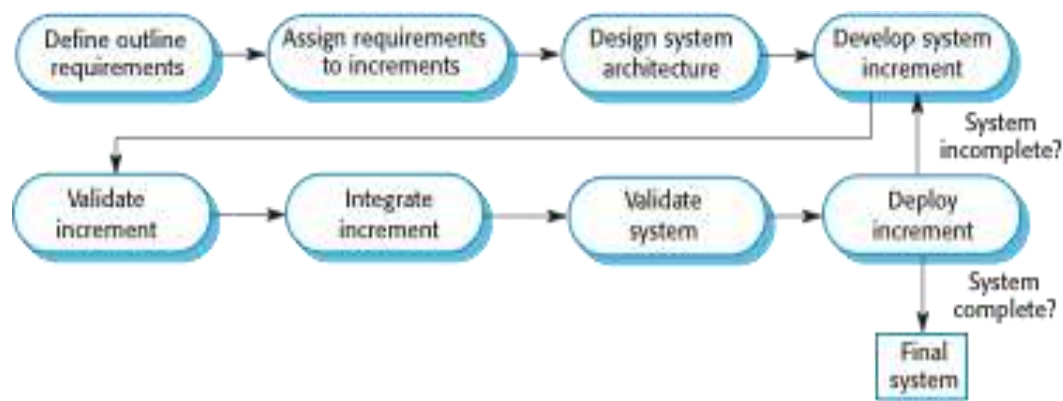 Define outline
requirements
Assign requirements
to increments
Design system
architecture
Develop system
increment
System
incomplete?
Validate
increment
Integrate
increment
Validate
system
Deploy
increment
System
complete?
Final
system